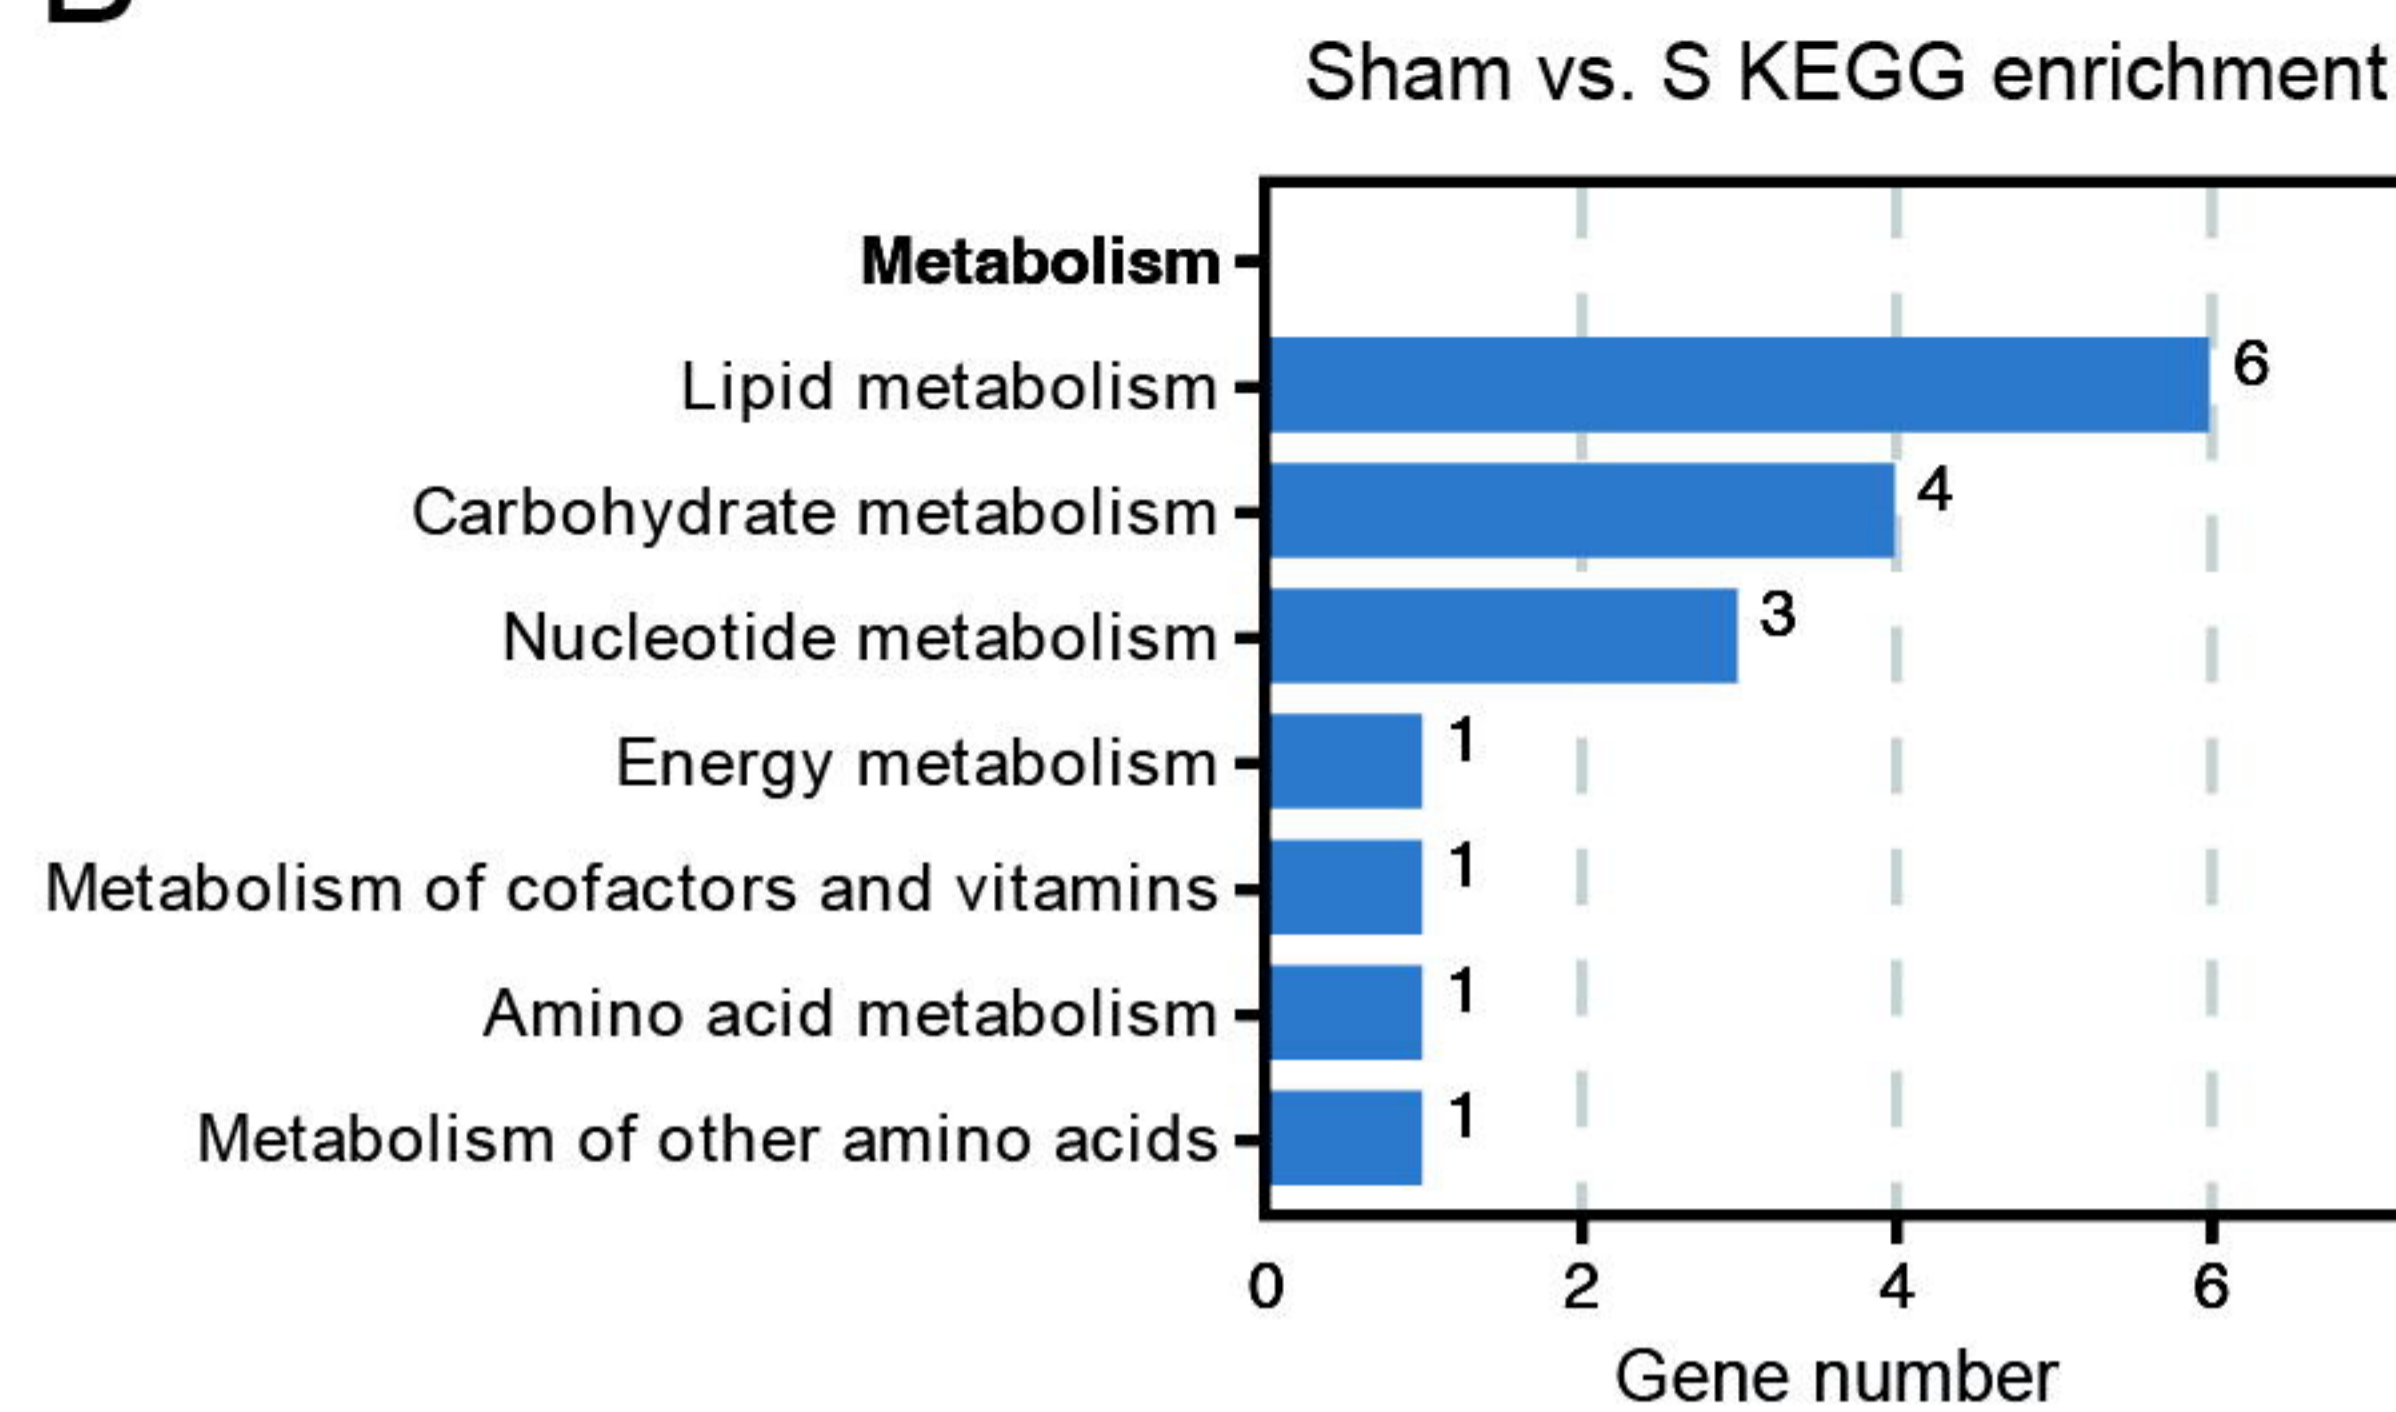 Sham vs. S KEGG enrichment
Metabolism
Lipid metabolism 6
Carbohydrate metabolism 4
Nucleotide metabolism 3
Energy metabolism 1
Metabolism of cofactors and vitamins 1
Amino acid metabolism 1
Metabolism of other amino acids 1
0 2 4 6
Gene number